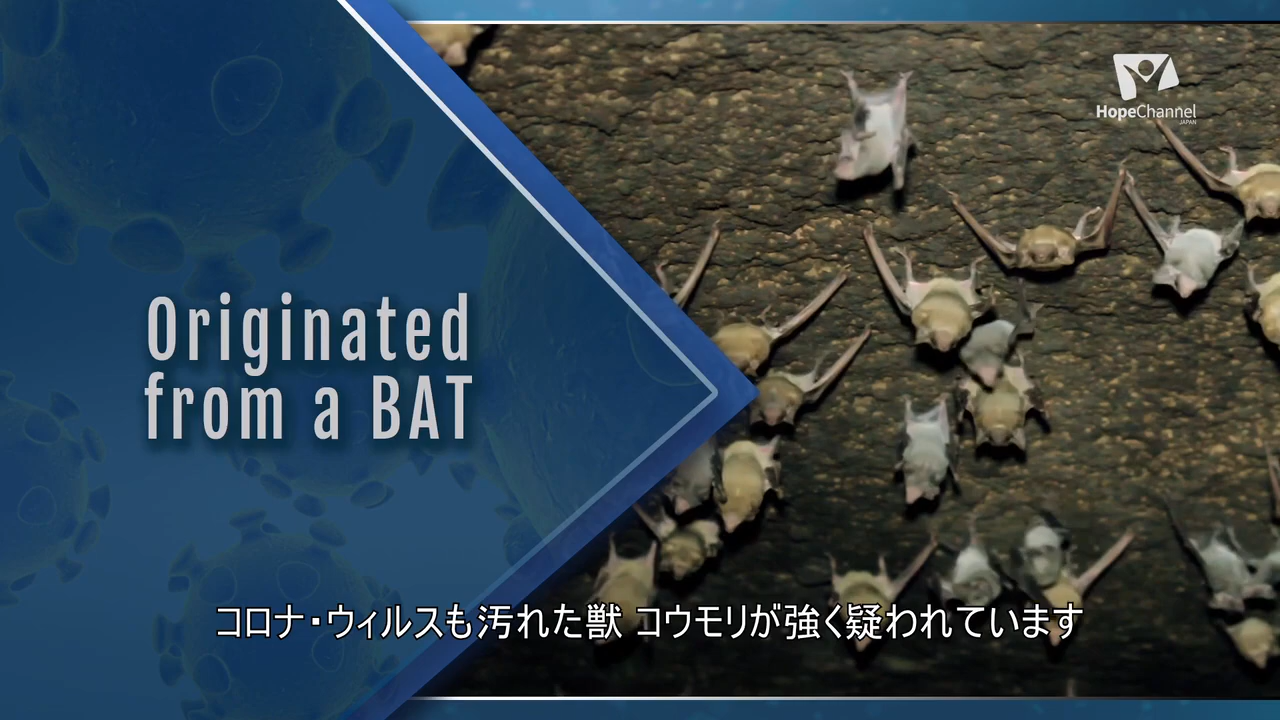 HopeChannel
JAPAN
Originated
from a BAT
コロナ・ウィルスも汚れた獣 コウモリが強く疑われています